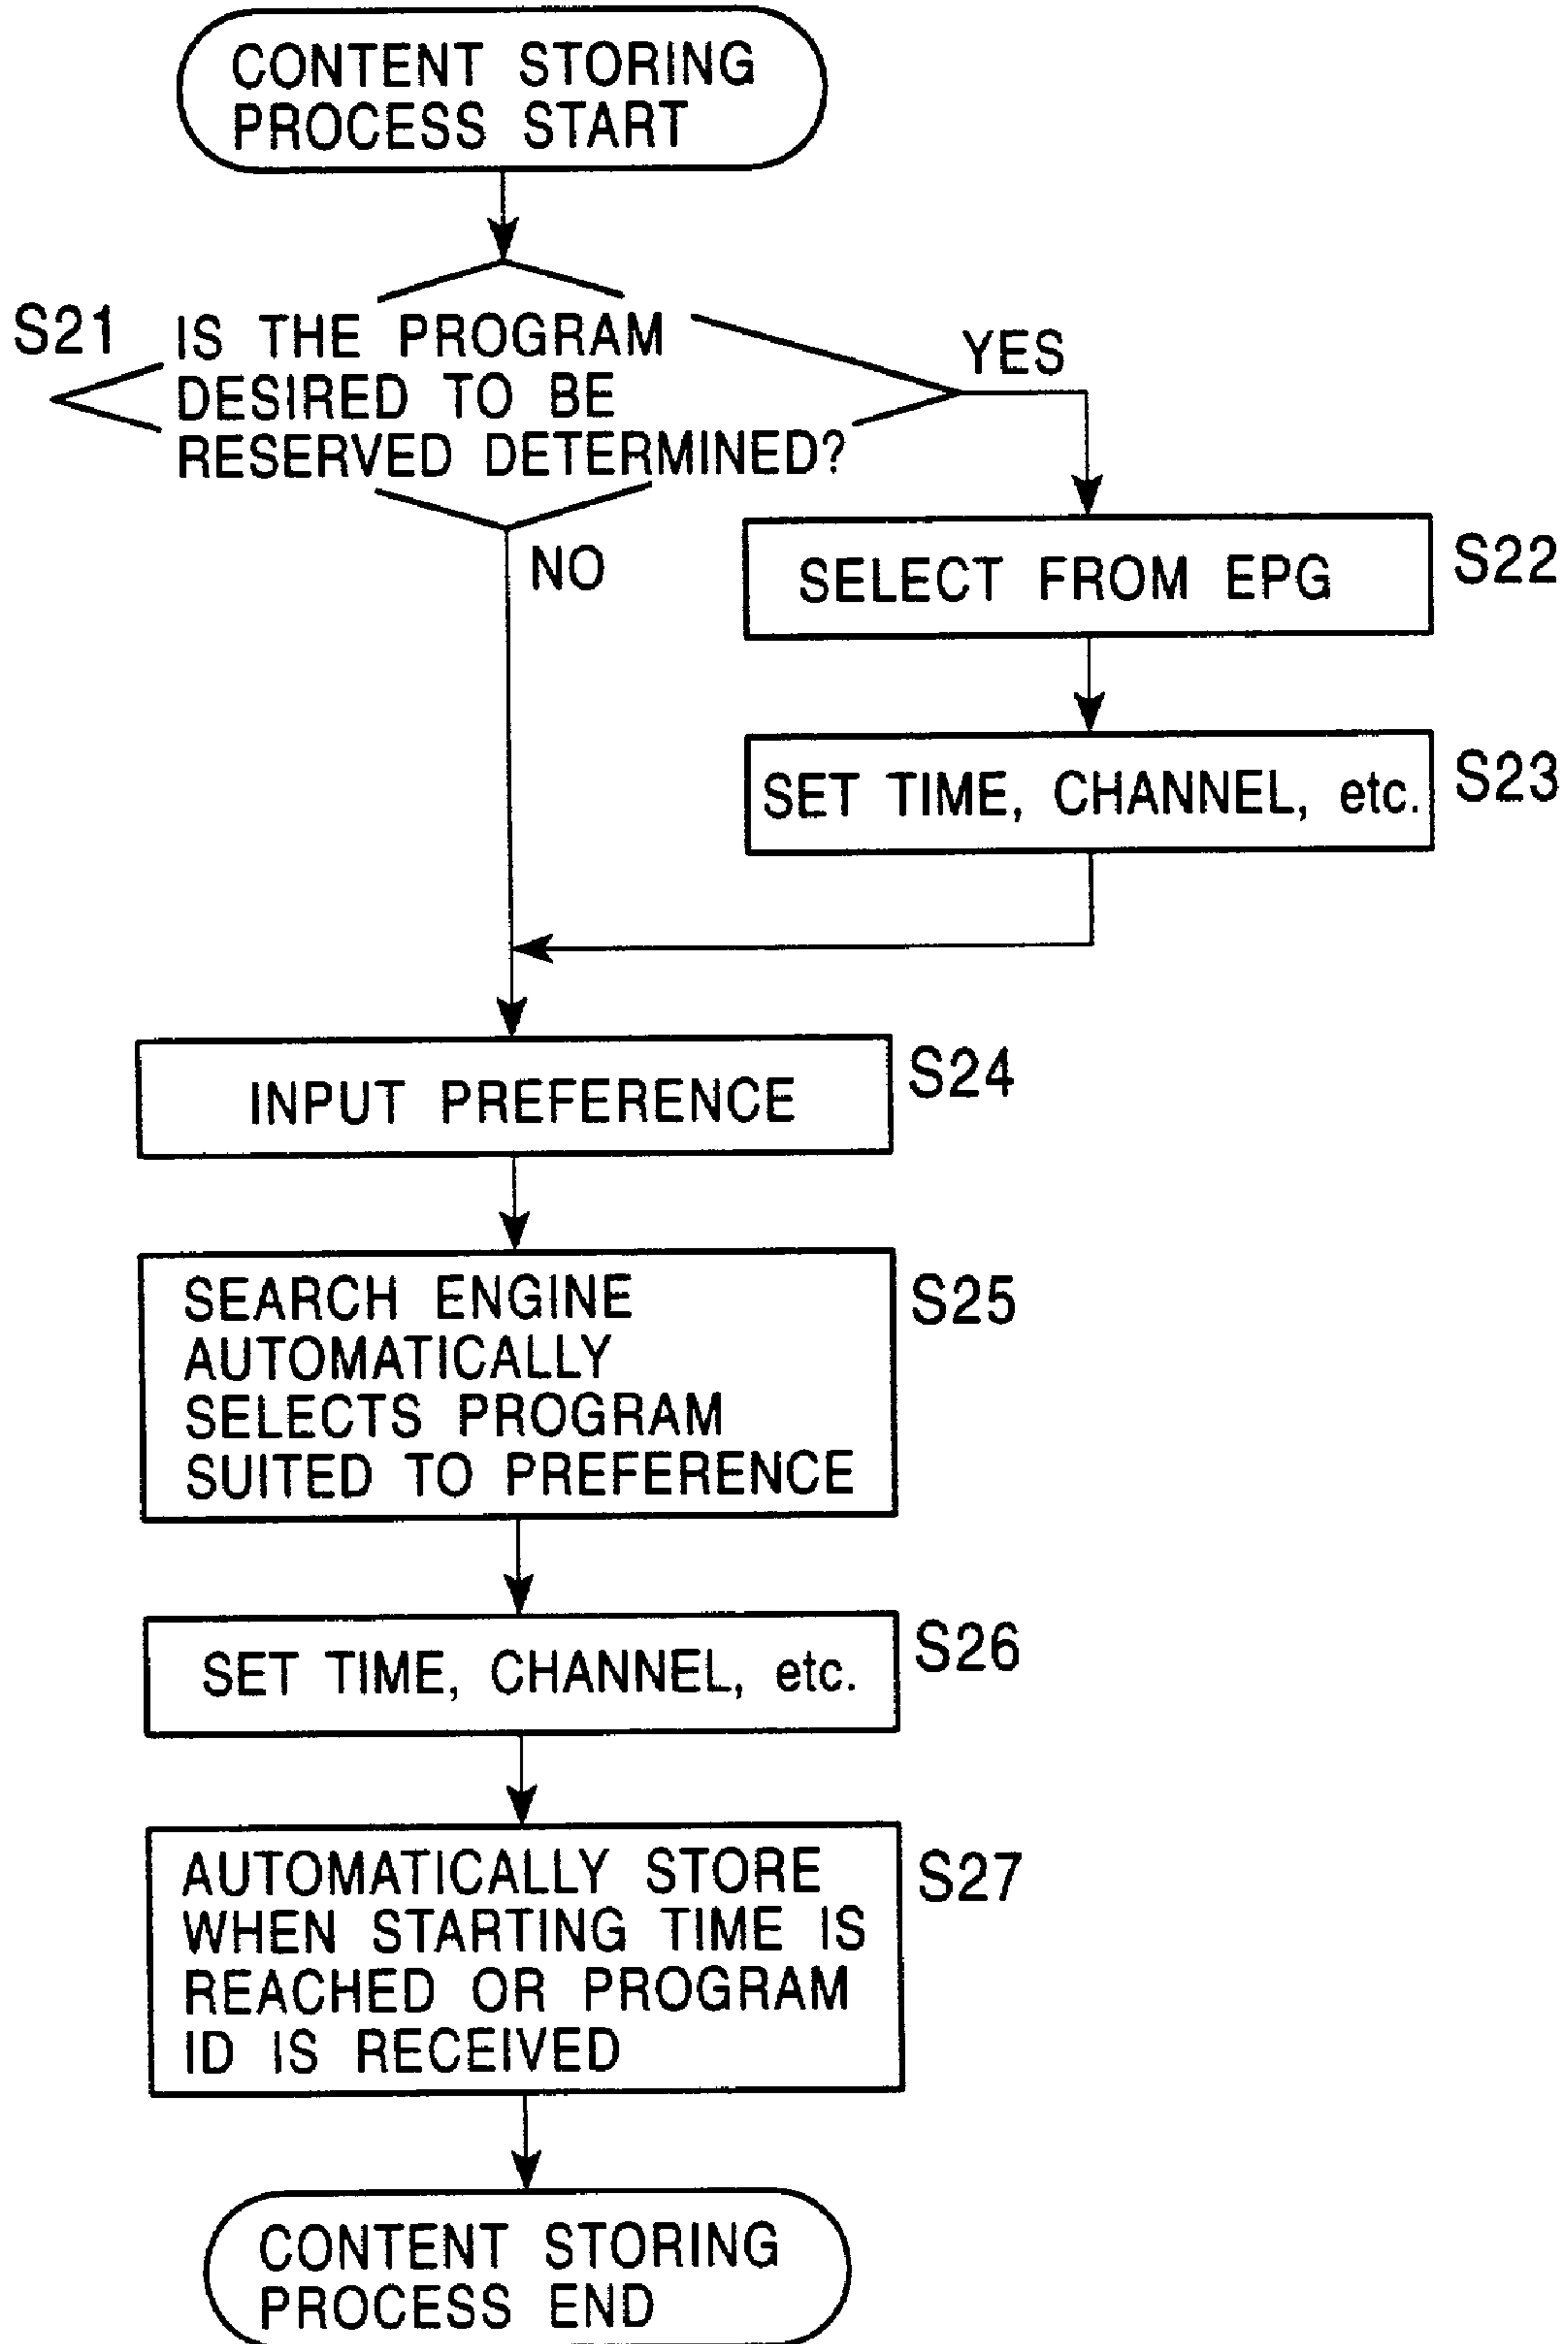 CONTENT STORING
PROCESS START
S21
IS THE PROGRAM
DESIRED TO BE
RESERVED DETERMINED?
YES
NO
SELECT FROM EPG
S22
SET TIME, CHANNEL, etc.
S23
INPUT PREFERENCE
S24
SEARCH ENGINE
AUTOMATICALLY
SELECTS PROGRAM
SUITED TO PREFERENCE
S25
SET TIME, CHANNEL, etc.
S26
AUTOMATICALLY STORE
WHEN STARTING TIME IS
REACHED OR PROGRAM
ID IS RECEIVED
S27
CONTENT STORING
PROCESS END